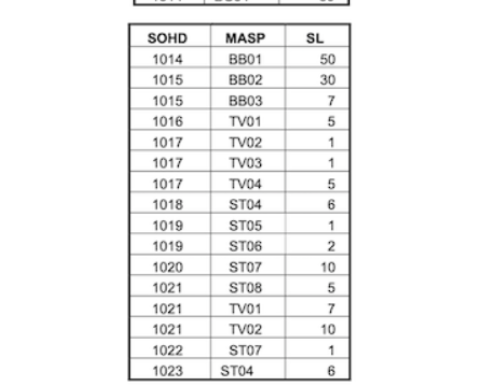 SOHD MASP SL
1014 BB01 50
1015 BB02 30
1015 BB03 7
1016 TV01 5
1017 TV02 1
1017 TV03 1
1017 TV04 5
1018 ST04 6
1019 ST05 1
1019 ST06 2
1020 ST07 10
1021 ST08 5
1021 TV01 7
1021 TV02 10
1022 ST07 1
1023 ST04 6